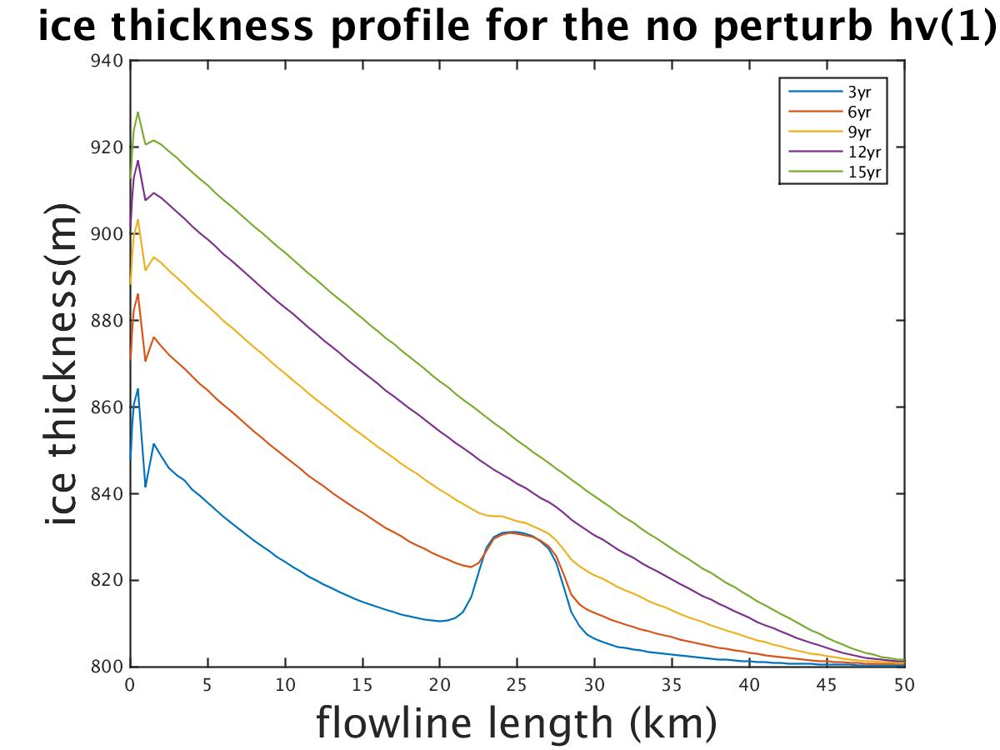 ice thickness profile for the no perturb hv(1)
940
920
900
880
860
840
820
800
ice thickness(m)
3yr
6yr
9yr
12yr
15yr
0 5 10 15 20 25 30 35 40 45 50
flowline length (km)